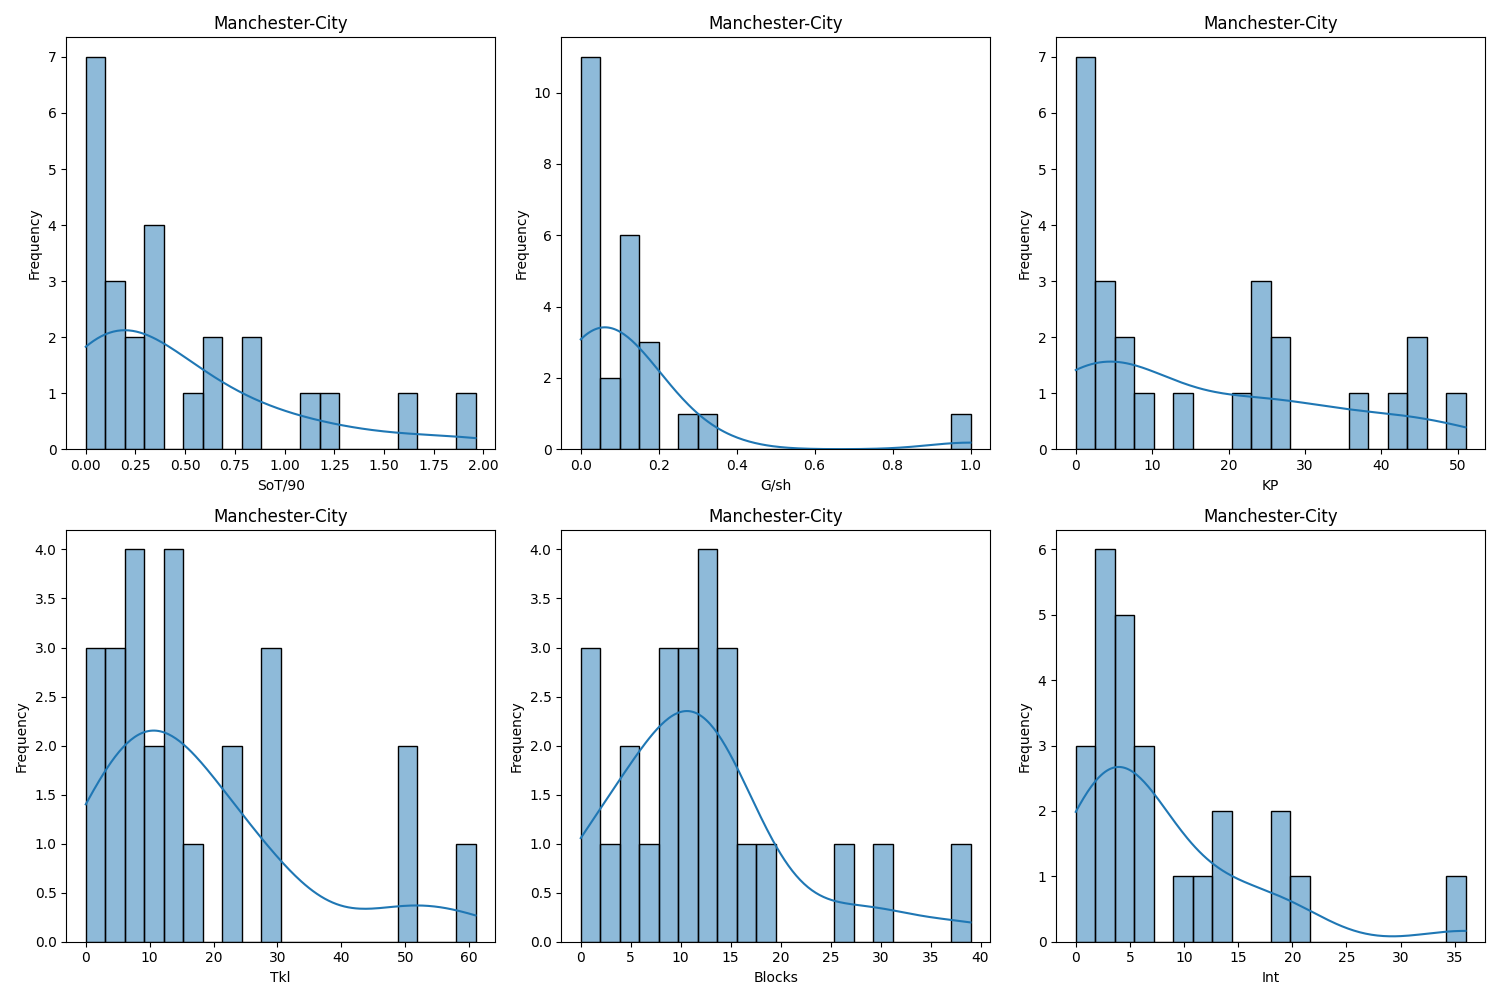 Manchester-City
7
6
5
4
3
2
1
0
Frequency
0.00 0.25 0.50 0.75 1.00 1.25 1.50 1.75 2.00
SoT/90
Manchester-City
10
8
6
4
2
0
Frequency
0.0 0.2 0.4 0.6 0.8 1.0
G/sh
Manchester-City
7
6
5
4
3
2
1
0
Frequency
0 10 20 30 40 50
KP
Manchester-City
4.0
3.5
3.0
2.5
2.0
1.5
1.0
0.5
0.0
Frequency
0 10 20 30 40 50 60
Tkl
Manchester-City
4.0
3.5
3.0
2.5
2.0
1.5
1.0
0.5
0.0
Frequency
0 5 10 15 20 25 30 35 40
Blocks
Manchester-City
6
5
4
3
2
1
0
Frequency
0 5 10 15 20 25 30 35
Int